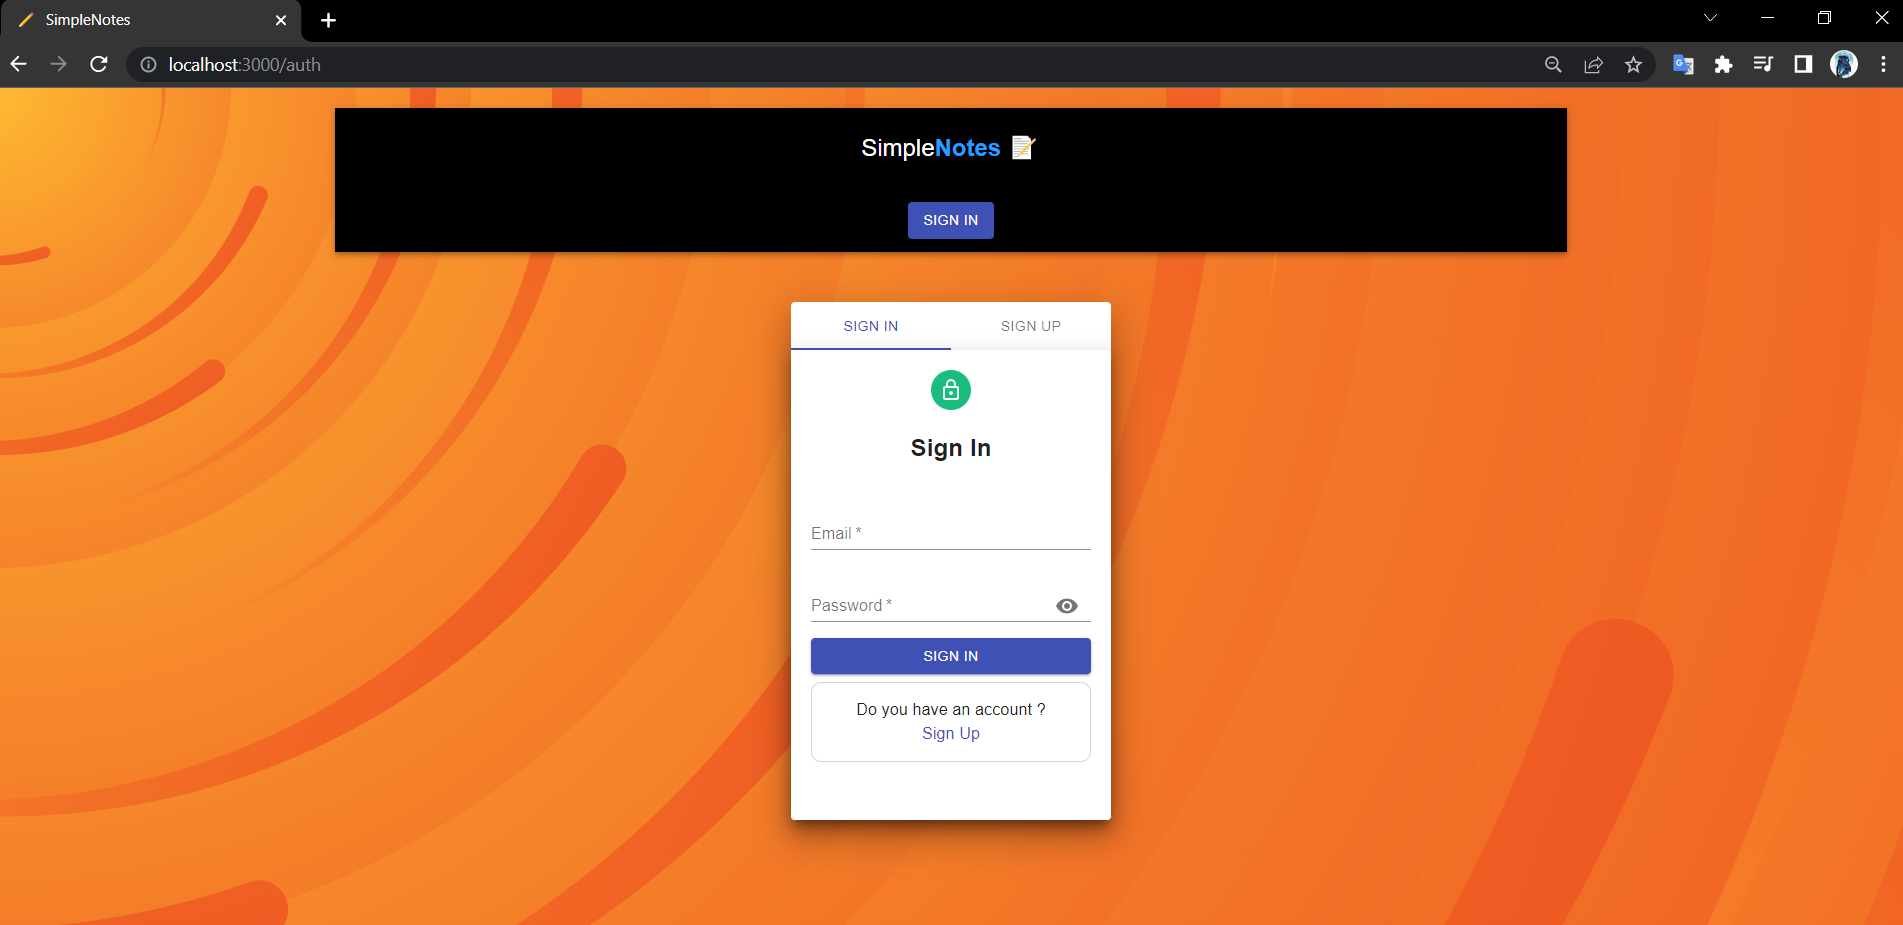 SimpleNotes
localhost:3000/auth
SimpleNotes 📝
SIGN IN
SIGN IN SIGN UP
Sign In
Email *
Password *
SIGN IN
Do you have an account ?
Sign Up